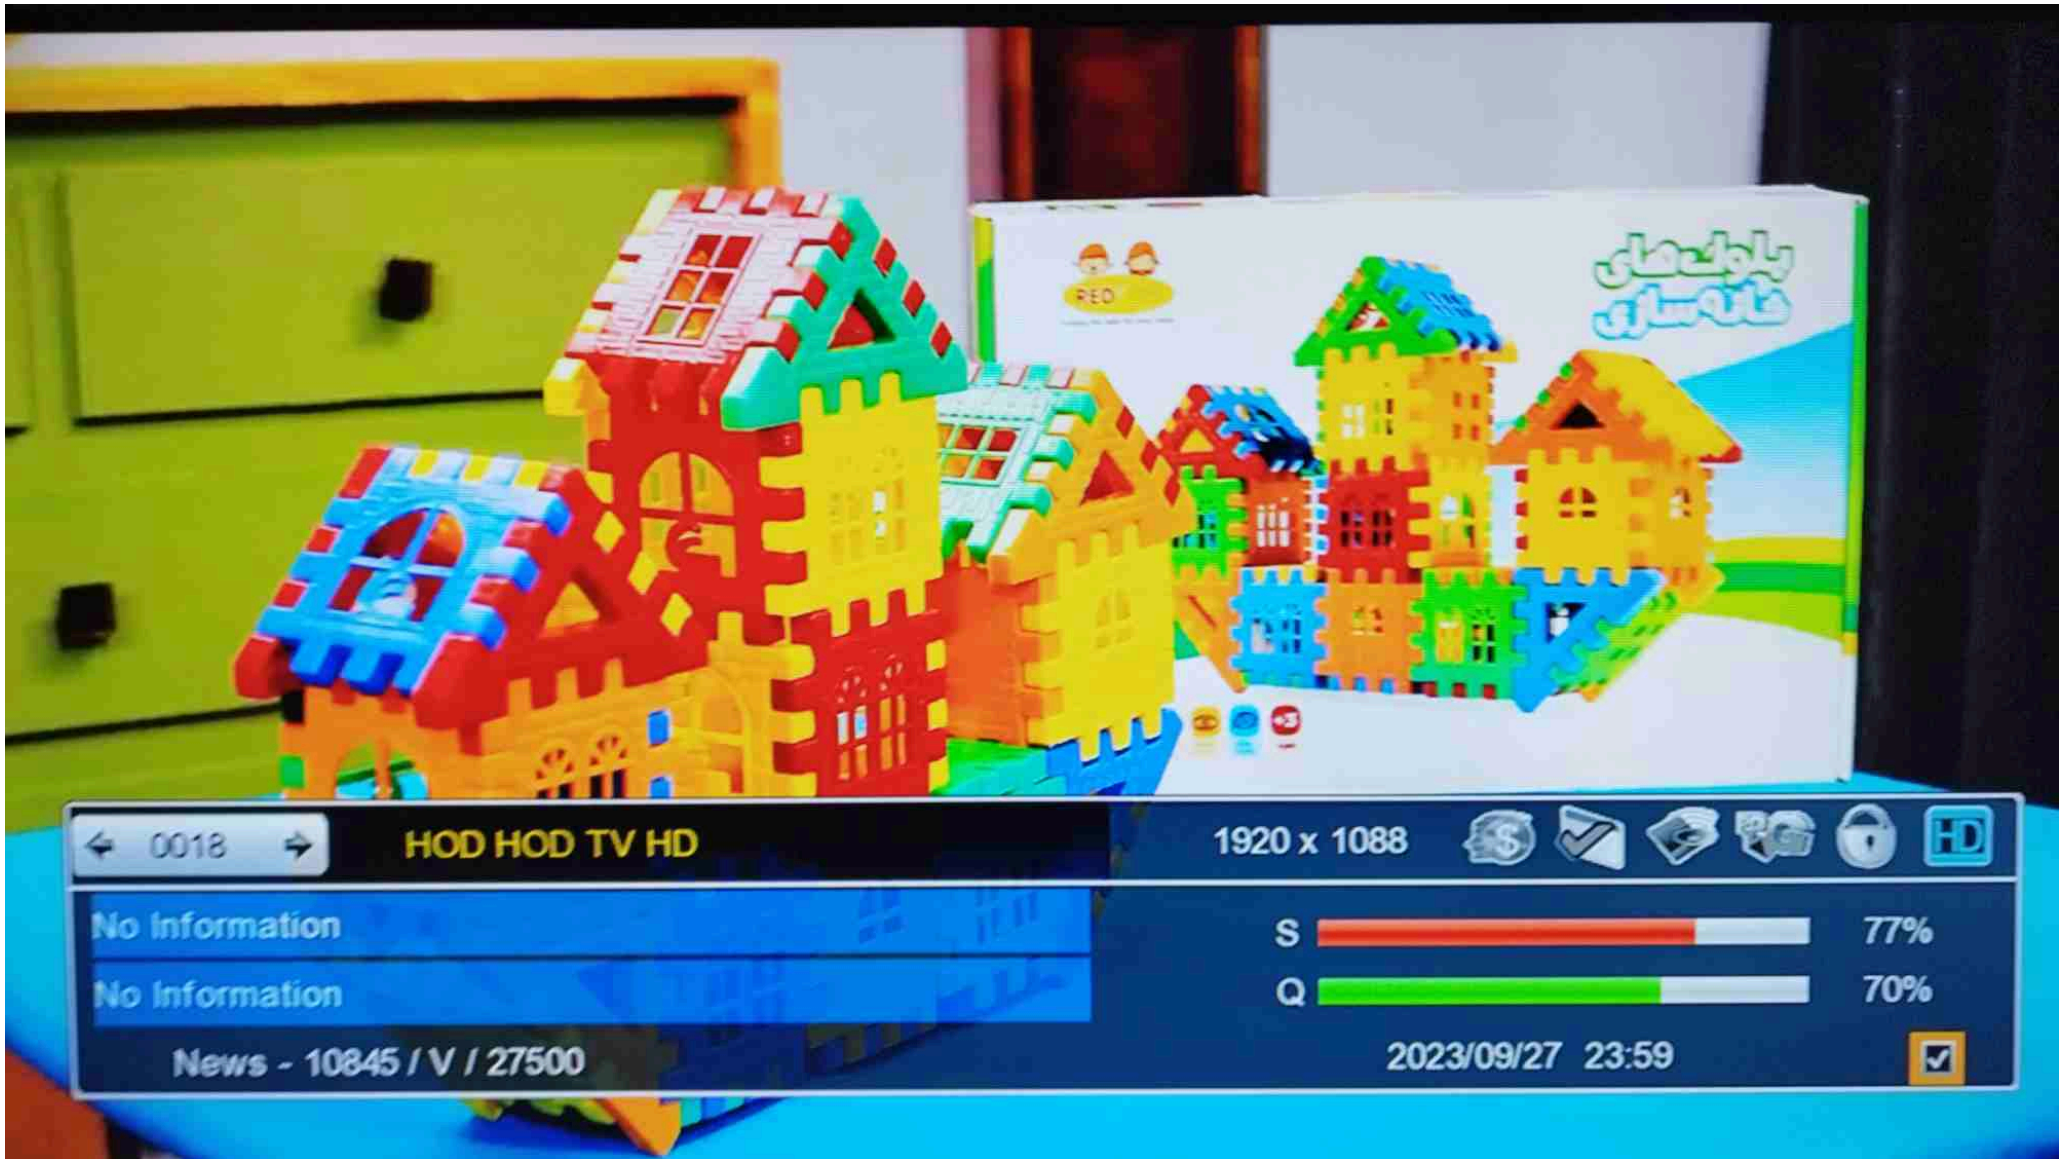 RED
بلوک‌های
خانه‌سازی
+3
0018
HOD HOD TV HD
1920 x 1088
HD
No Information
S
77%
No Information
Q
70%
News - 10845 / V / 27500
2023/09/27 23:59